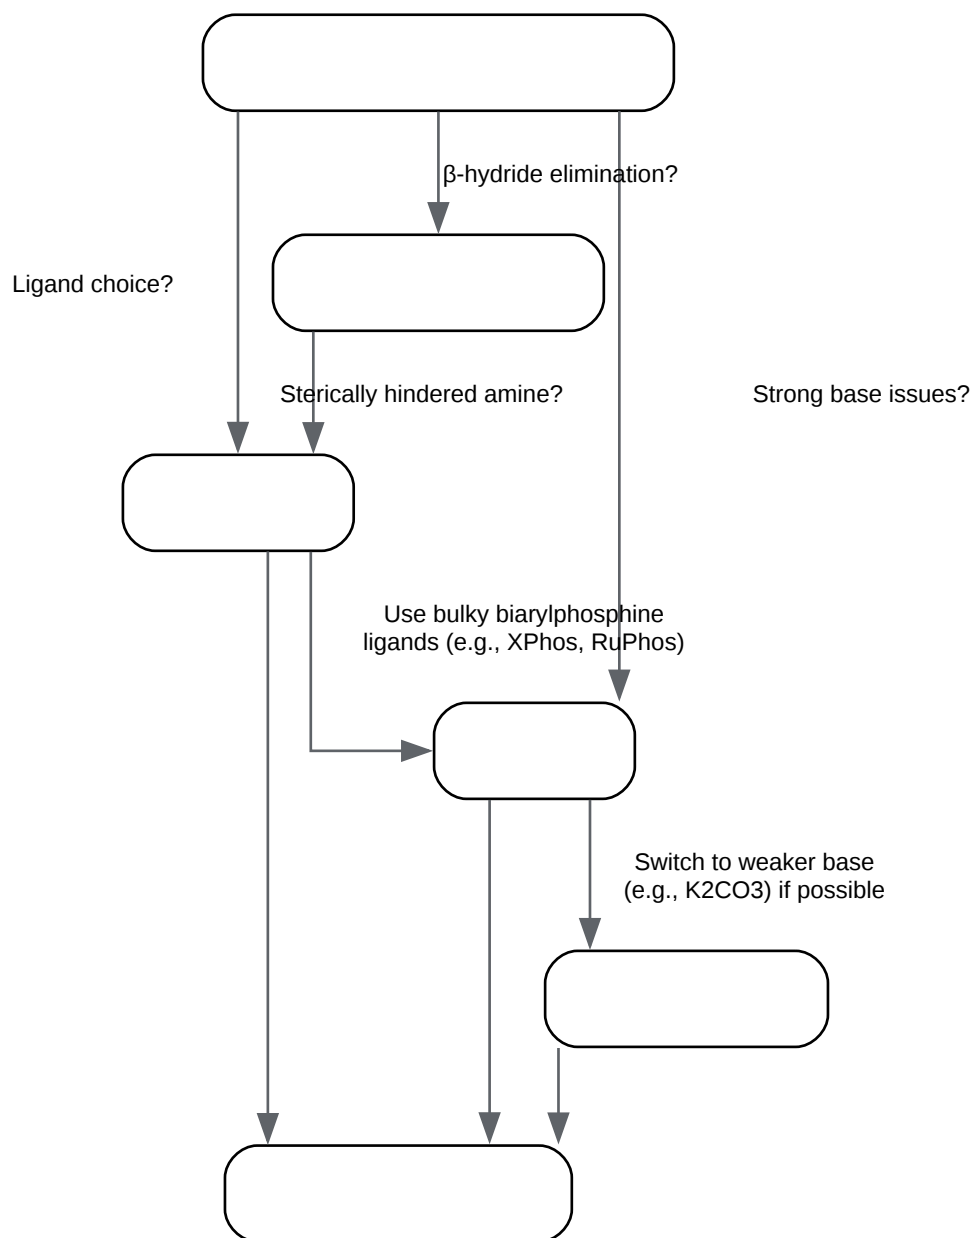 β-hydride elimination?
Ligand choice?
Sterically hindered amine?
Strong base issues?
Use bulky biarylphosphine
ligands (e.g., XPhos, RuPhos)
Switch to weaker base
(e.g., K2CO3) if possible